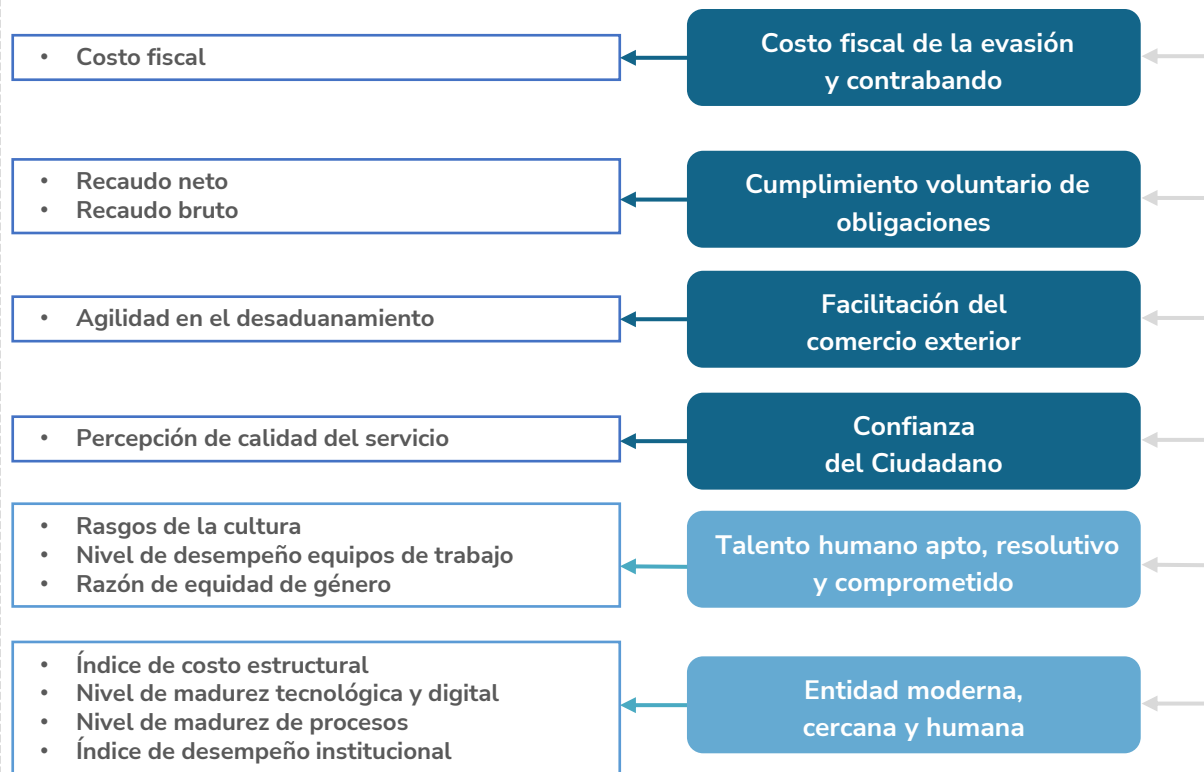 • Costo fiscal
Costo fiscal de la evasión
y contrabando
• Recaudo neto
• Recaudo bruto
Cumplimiento voluntario de
obligaciones
• Agilidad en el desaduanamiento
Facilitación del
comercio exterior
• Percepción de calidad del servicio
Confianza
del Ciudadano
• Rasgos de la cultura
• Nivel de desempeño equipos de trabajo
• Razón de equidad de género
Talento humano apto, resolutivo
y comprometido
• Índice de costo estructural
• Nivel de madurez tecnológica y digital
• Nivel de madurez de procesos
• Índice de desempeño institucional
Entidad moderna,
cercana y humana